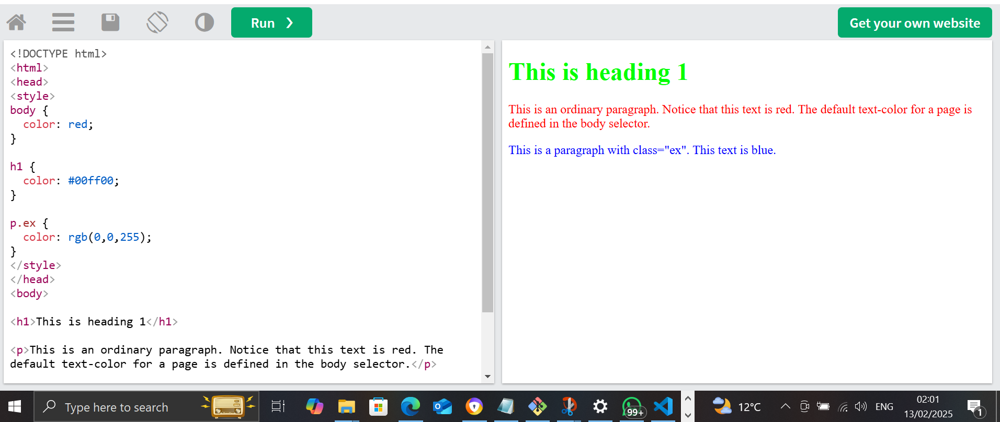 Run ❯
Get your own website
<!DOCTYPE html>
<html>
<head>
<style>
body {
  color: red;
}
h1 {
  color: #00ff00;
}
p.ex {
  color: rgb(0,0,255);
}
</style>
</head>
<body>
<h1>This is heading 1</h1>
<p>This is an ordinary paragraph. Notice that this text is red. The
default text-color for a page is defined in the body selector.</p>
This is heading 1
This is an ordinary paragraph. Notice that this text is red. The default text-color for a page is
defined in the body selector.
This is a paragraph with class="ex". This text is blue.
Type here to search
99+
12°C
ENG
02:01
13/02/2025
1